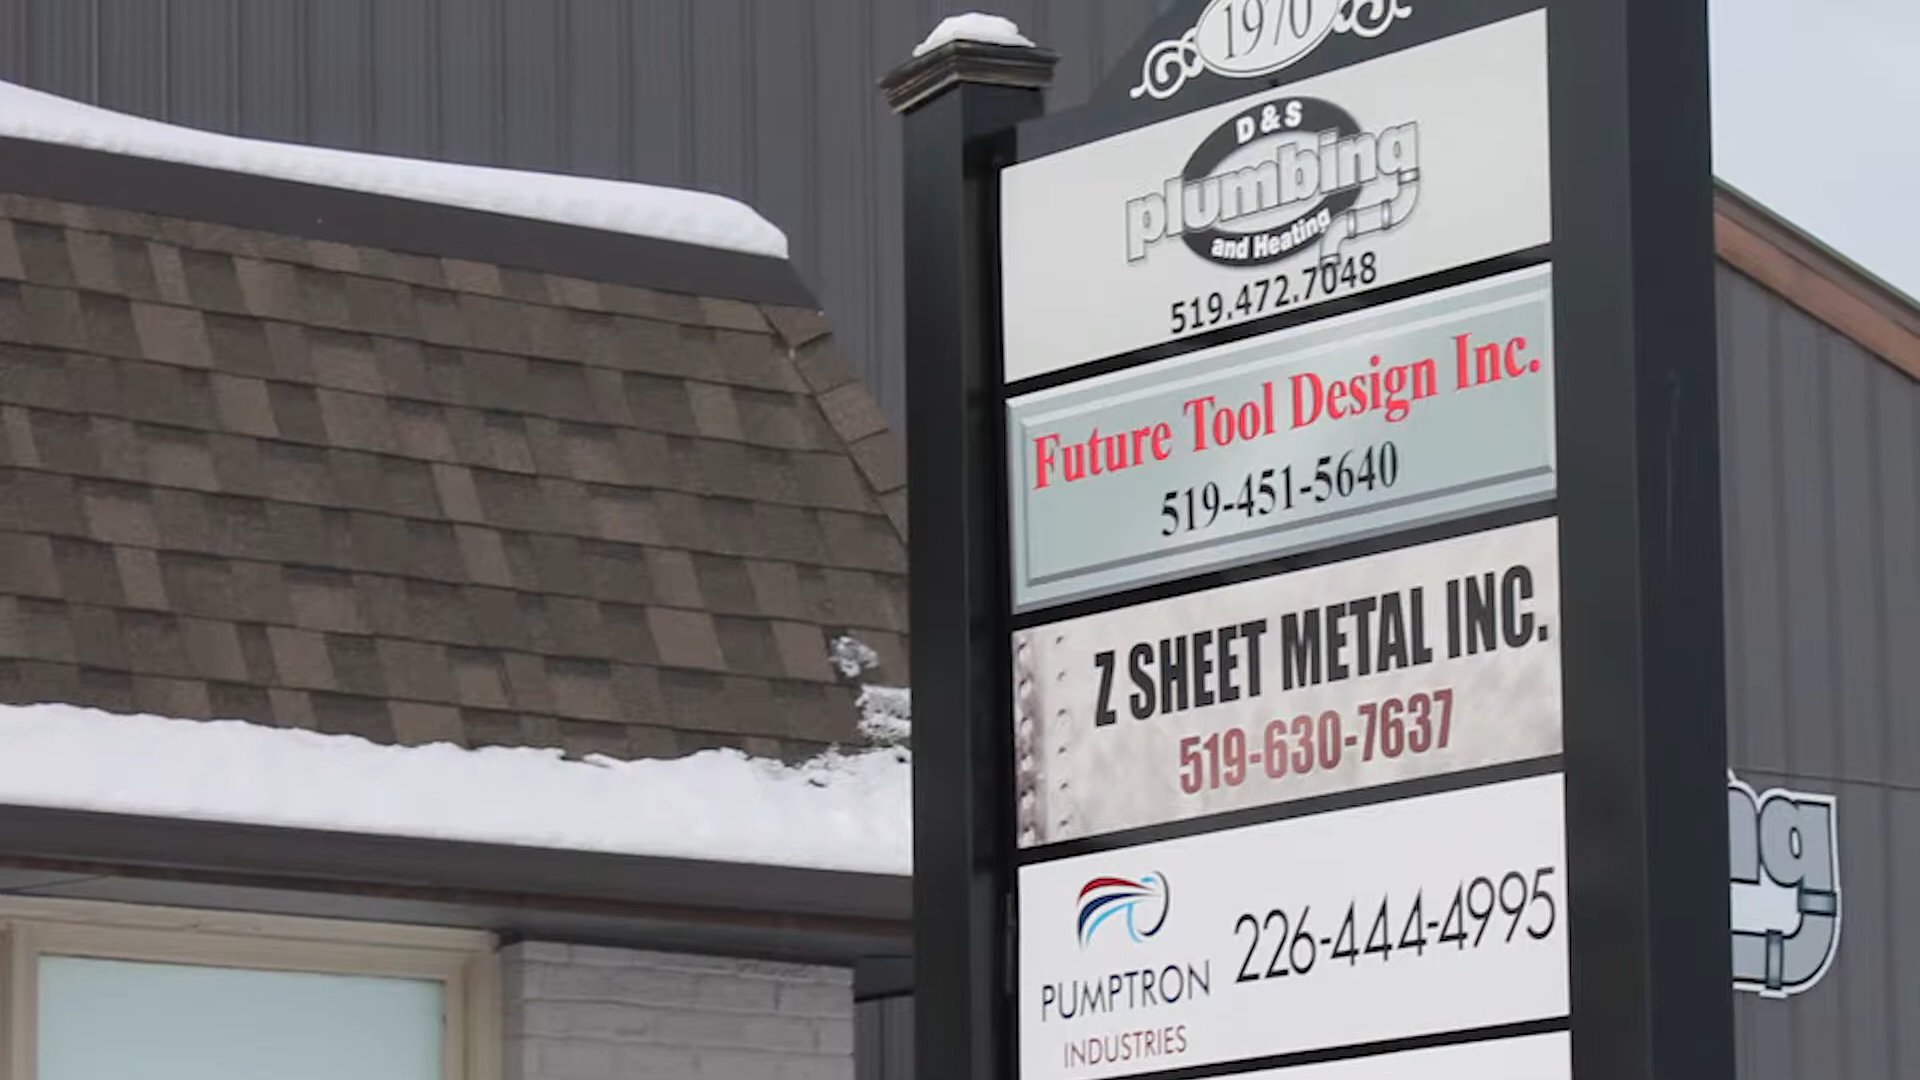 1970
D & S
plumbing
and Heating
519.472.7048
Future Tool Design Inc.
519-451-5640
Z SHEET METAL INC.
519-630-7637
PUMPTRON
INDUSTRIES
226-444-4995